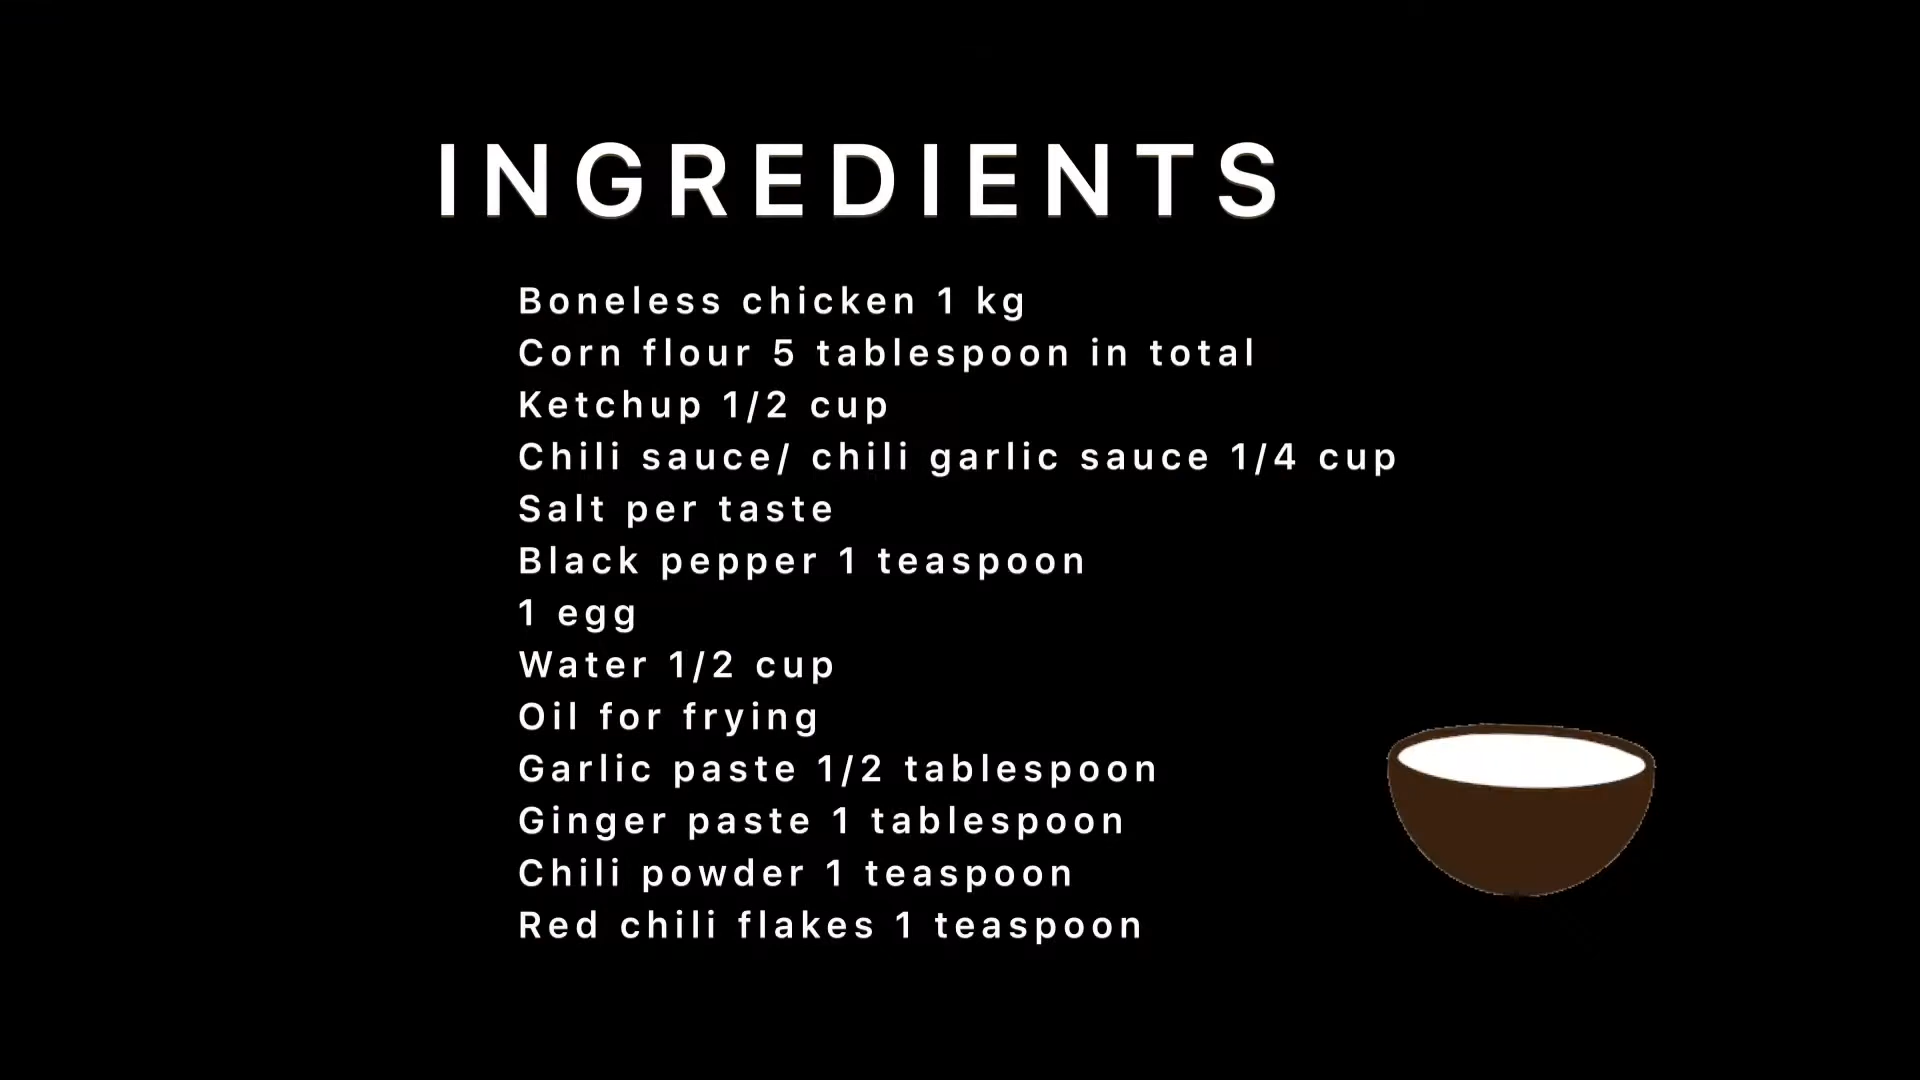 INGREDIENTS
Boneless chicken 1 kg
Corn flour 5 tablespoon in total
Ketchup 1/2 cup
Chili sauce/ chili garlic sauce 1/4 cup
Salt per taste
Black pepper 1 teaspoon
1 egg
Water 1/2 cup
Oil for frying
Garlic paste 1/2 tablespoon
Ginger paste 1 tablespoon
Chili powder 1 teaspoon
Red chili flakes 1 teaspoon